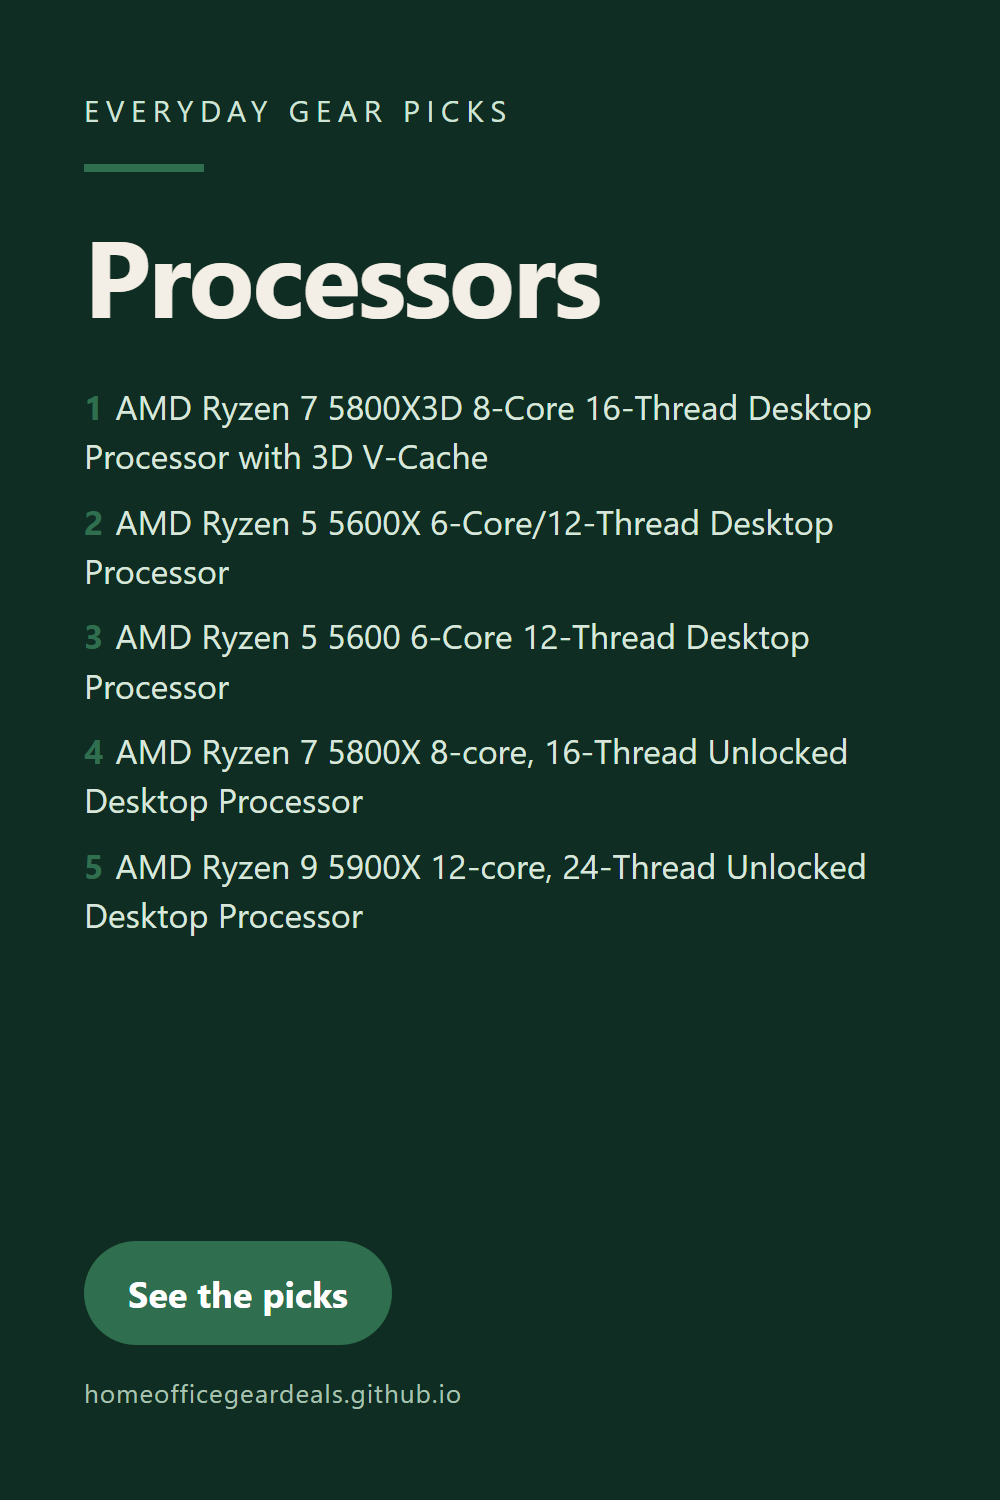 EVERYDAY GEAR PICKS
Processors
1 AMD Ryzen 7 5800X3D 8-Core 16-Thread Desktop
Processor with 3D V-Cache
2 AMD Ryzen 5 5600X 6-Core/12-Thread Desktop
Processor
3 AMD Ryzen 5 5600 6-Core 12-Thread Desktop
Processor
4 AMD Ryzen 7 5800X 8-core, 16-Thread Unlocked
Desktop Processor
5 AMD Ryzen 9 5900X 12-core, 24-Thread Unlocked
Desktop Processor
See the picks
homeofficegeardeals.github.io